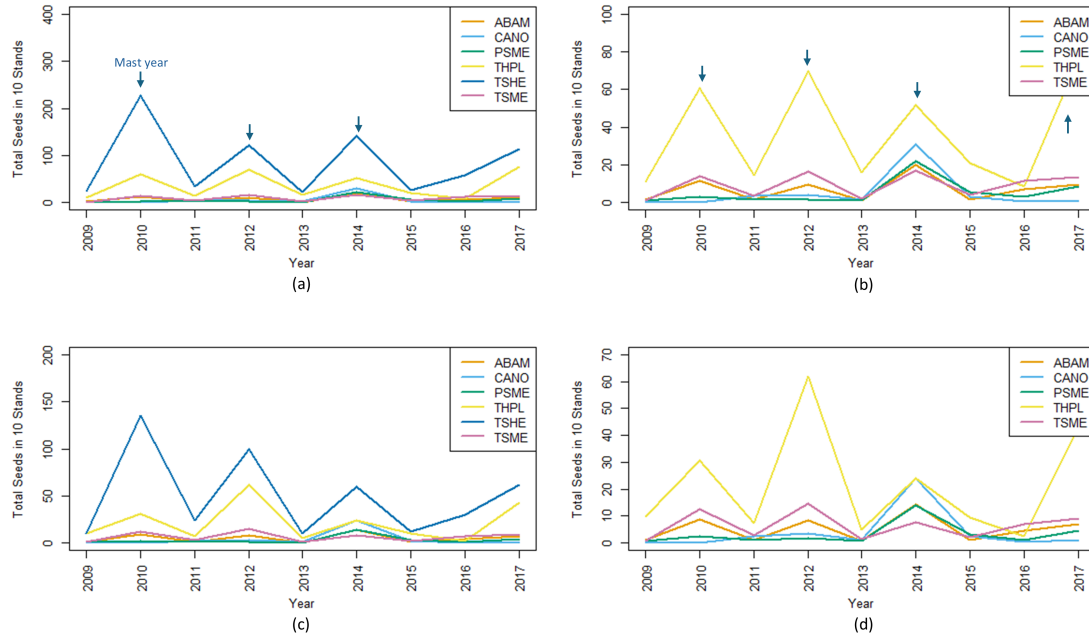 400
300
200
100
0
Total Seeds in 10 Stands
Mast year
ABAM
CANO
PSME
THPL
TSHE
TSME
2009
2010
2011
2012
2013
2014
2015
2016
2017
Year
(a)
100
80
60
40
20
0
Total Seeds in 10 Stands
ABAM
CANO
PSME
THPL
TSME
2009
2010
2011
2012
2013
2014
2015
2016
2017
Year
(b)
200
150
100
50
0
Total Seeds in 10 Stands
ABAM
CANO
PSME
THPL
TSHE
TSME
2009
2010
2011
2012
2013
2014
2015
2016
2017
Year
(c)
70
60
50
40
30
20
10
0
Total Seeds in 10 Stands
ABAM
CANO
PSME
THPL
TSME
2009
2010
2011
2012
2013
2014
2015
2016
2017
Year
(d)